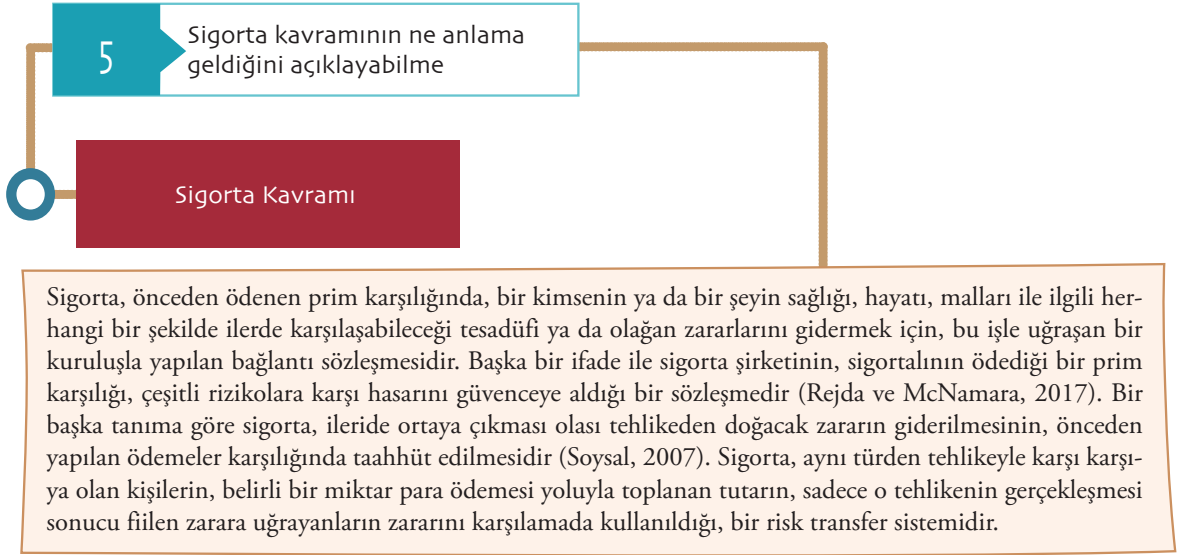 5
Sigorta kavramının ne anlama
geldiğini açıklayabilme
Sigorta Kavramı
Sigorta, önceden ödenen prim karşılığında, bir kimsenin ya da bir şeyin sağlığı, hayatı, malları ile ilgili her-
hangi bir şekilde ilerde karşılaşabileceği tesadüfi ya da olağan zararlarını gidermek için, bu işle uğraşan bir
kuruluşla yapılan bağlantı sözleşmesidir. Başka bir ifade ile sigorta şirketinin, sigortalının ödediği bir prim
karşılığı, çeşitli rizikolara karşı hasarını güvenceye aldığı bir sözleşmedir (Rejda ve McNamara, 2017). Bir
başka tanıma göre sigorta, ileride ortaya çıkması olası tehlikeden doğacak zararın giderilmesinin, önceden
yapılan ödemeler karşılığında taahhüt edilmesidir (Soysal, 2007). Sigorta, aynı türden tehlikeyle karşı karşı-
ya olan kişilerin, belirli bir miktar para ödemesi yoluyla toplanan tutarın, sadece o tehlikenin gerçekleşmesi
sonucu fiilen zarara uğrayanların zararını karşılamada kullanıldığı, bir risk transfer sistemidir.